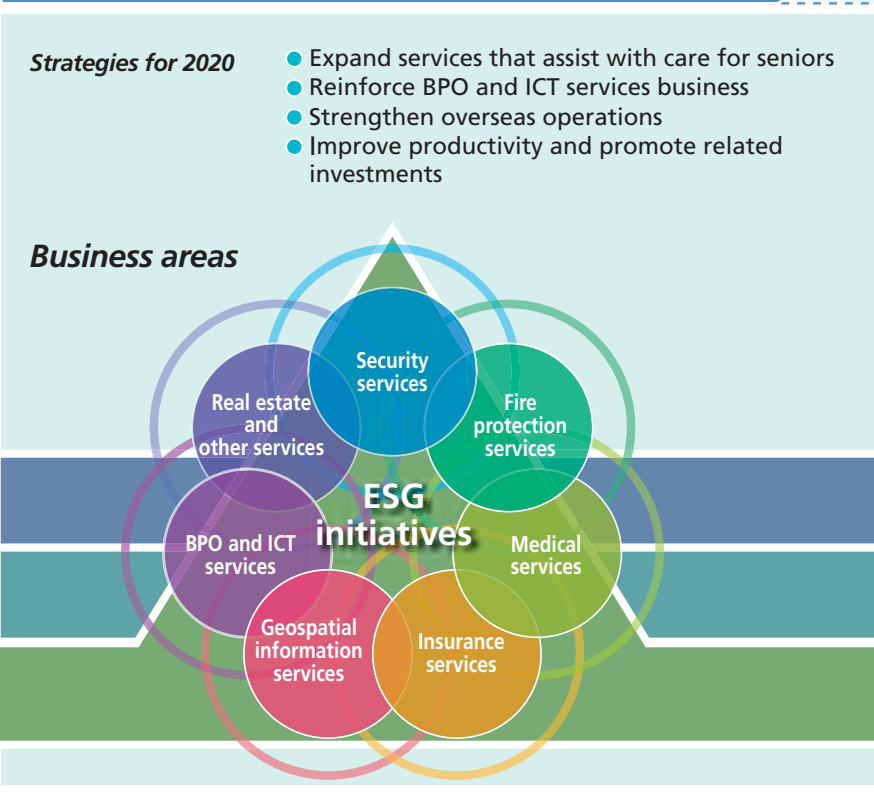 Strategies for 2020
Expand services that assist with care for seniors
Reinforce BPO and ICT services business
Strengthen overseas operations
Improve productivity and promote related
investments
Business areas
Security
services
Real estate
and
other services
Fire
protection
services
ESG
initiatives
BPO and ICT
services
Medical
services
Geospatial
information
services
Insurance
services